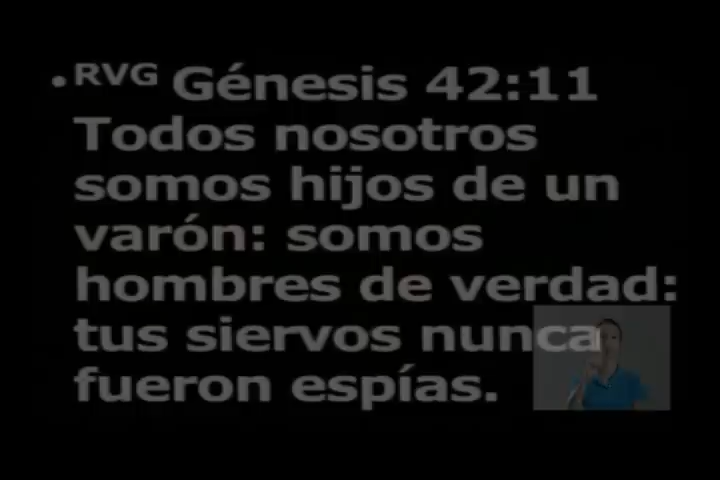 • RVG Génesis 42:11
Todos nosotros
somos hijos de un
varón: somos
hombres de verdad:
tus siervos nunca
fueron espías.